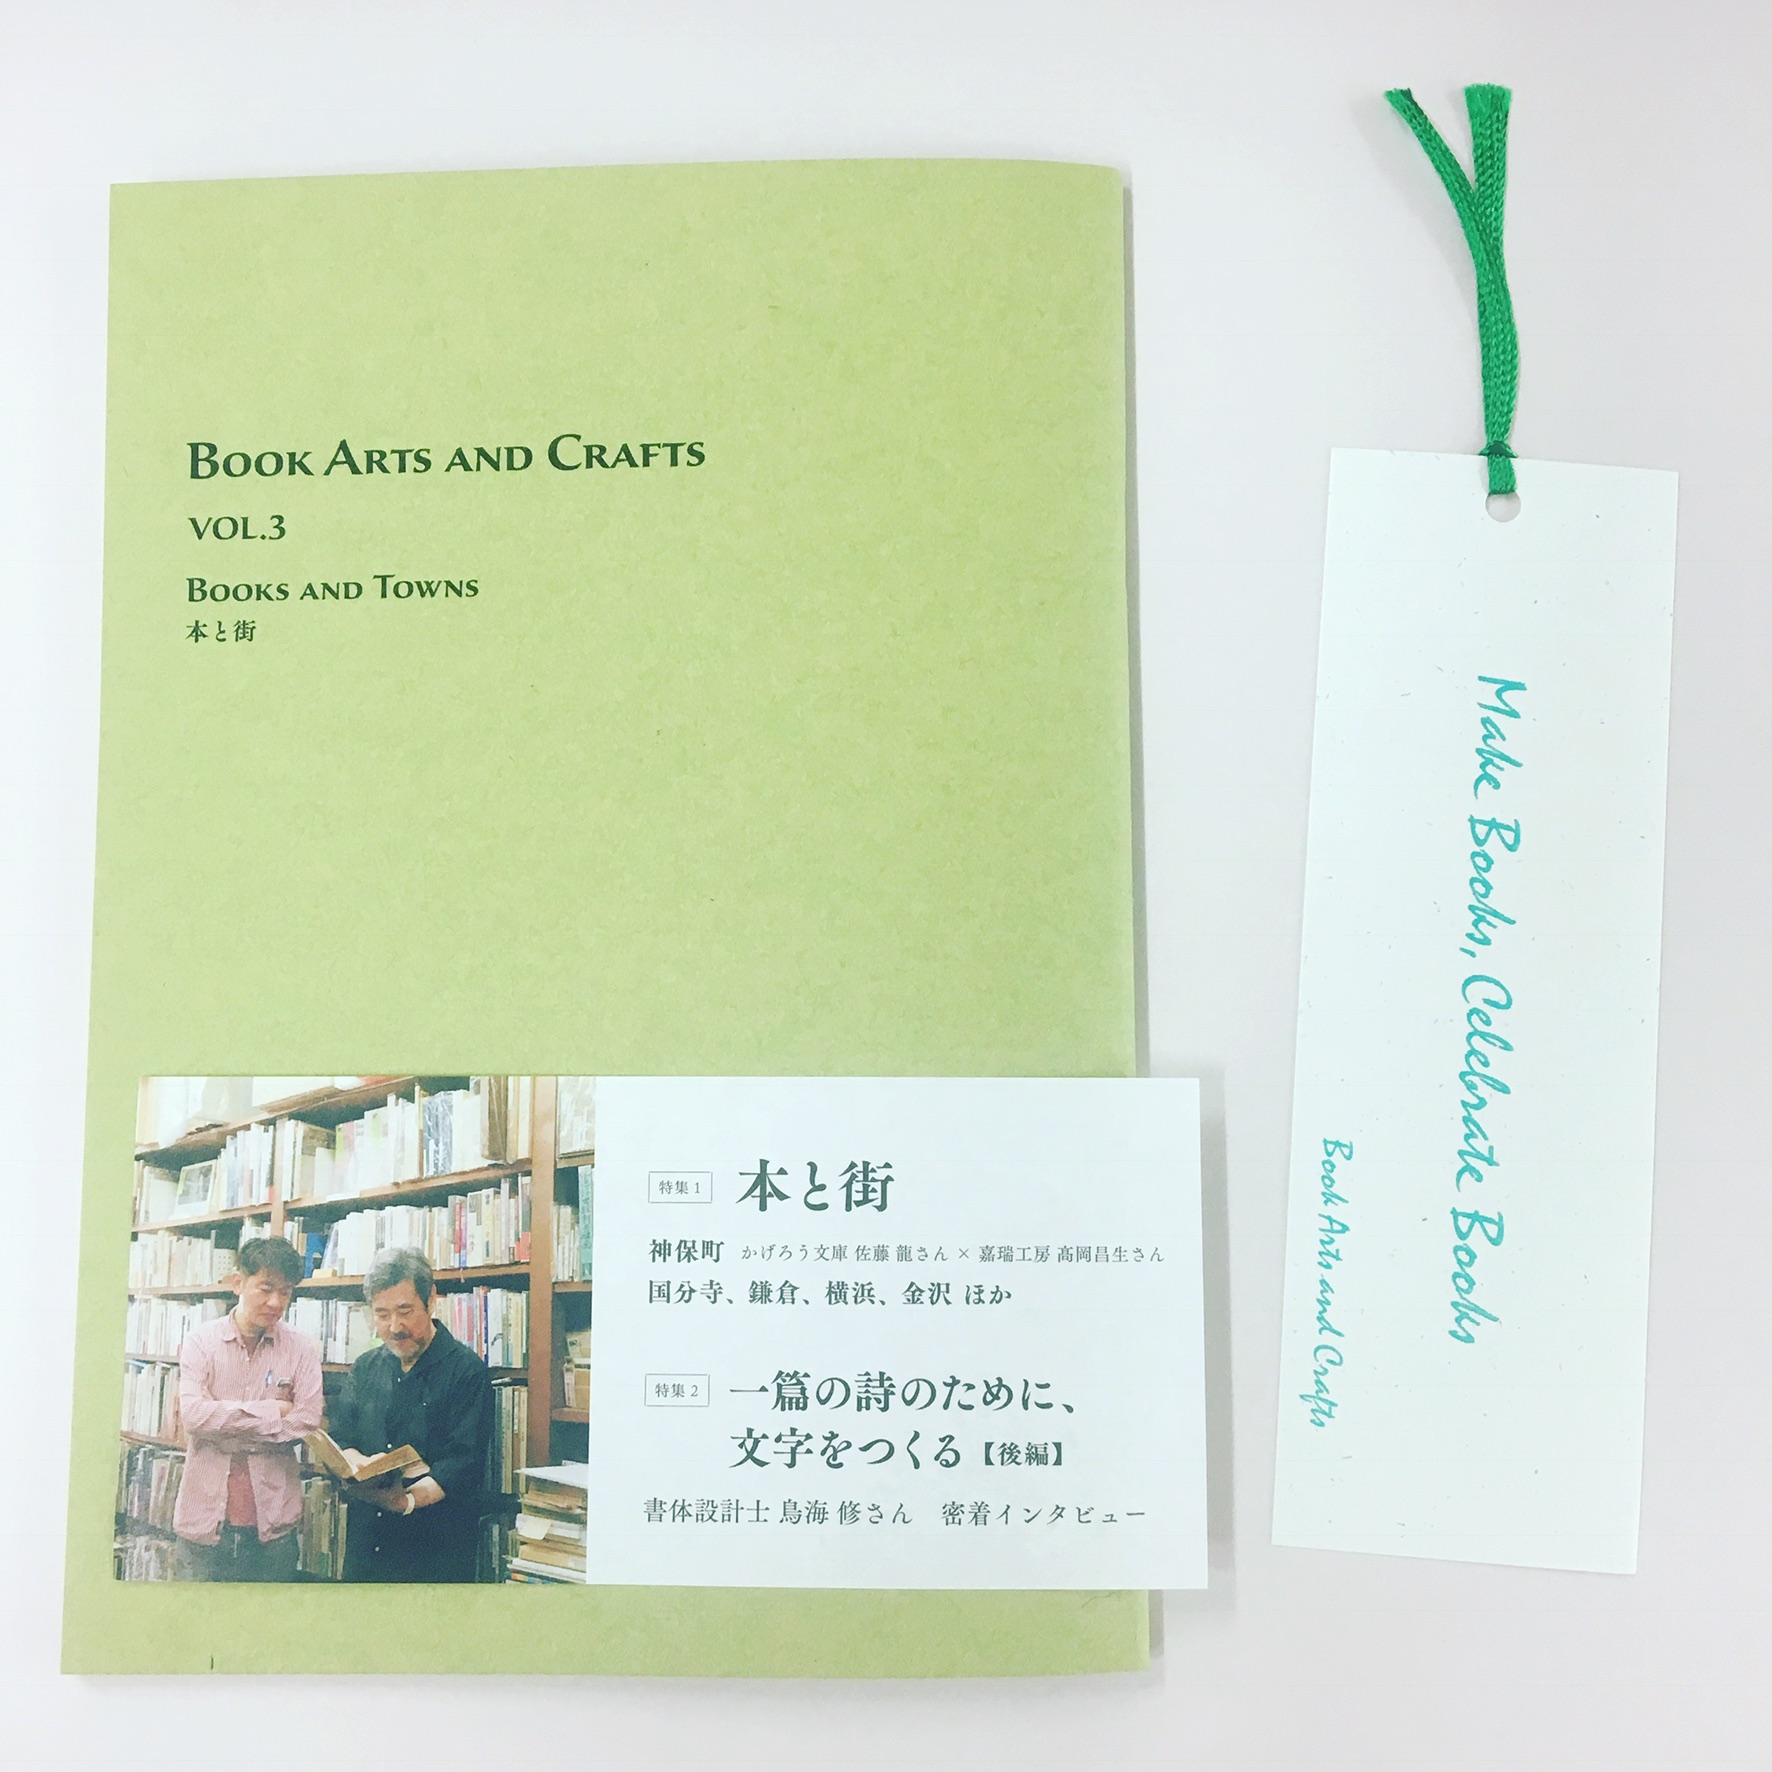 BOOK ARTS AND CRAFTS
VOL.3
BOOKS AND TOWNS
本と街
特集 1 本と街
神保町 かげろう文庫 佐藤 龍さん × 嘉瑞工房 髙岡昌生さん
国分寺、鎌倉、横浜、金沢 ほか
特集 2 一篇の詩のために、
文字をつくる【後編】
書体設計士 鳥海 修さん 密着インタビュー
Make Books, Celebrate Books
Book Arts and Crafts